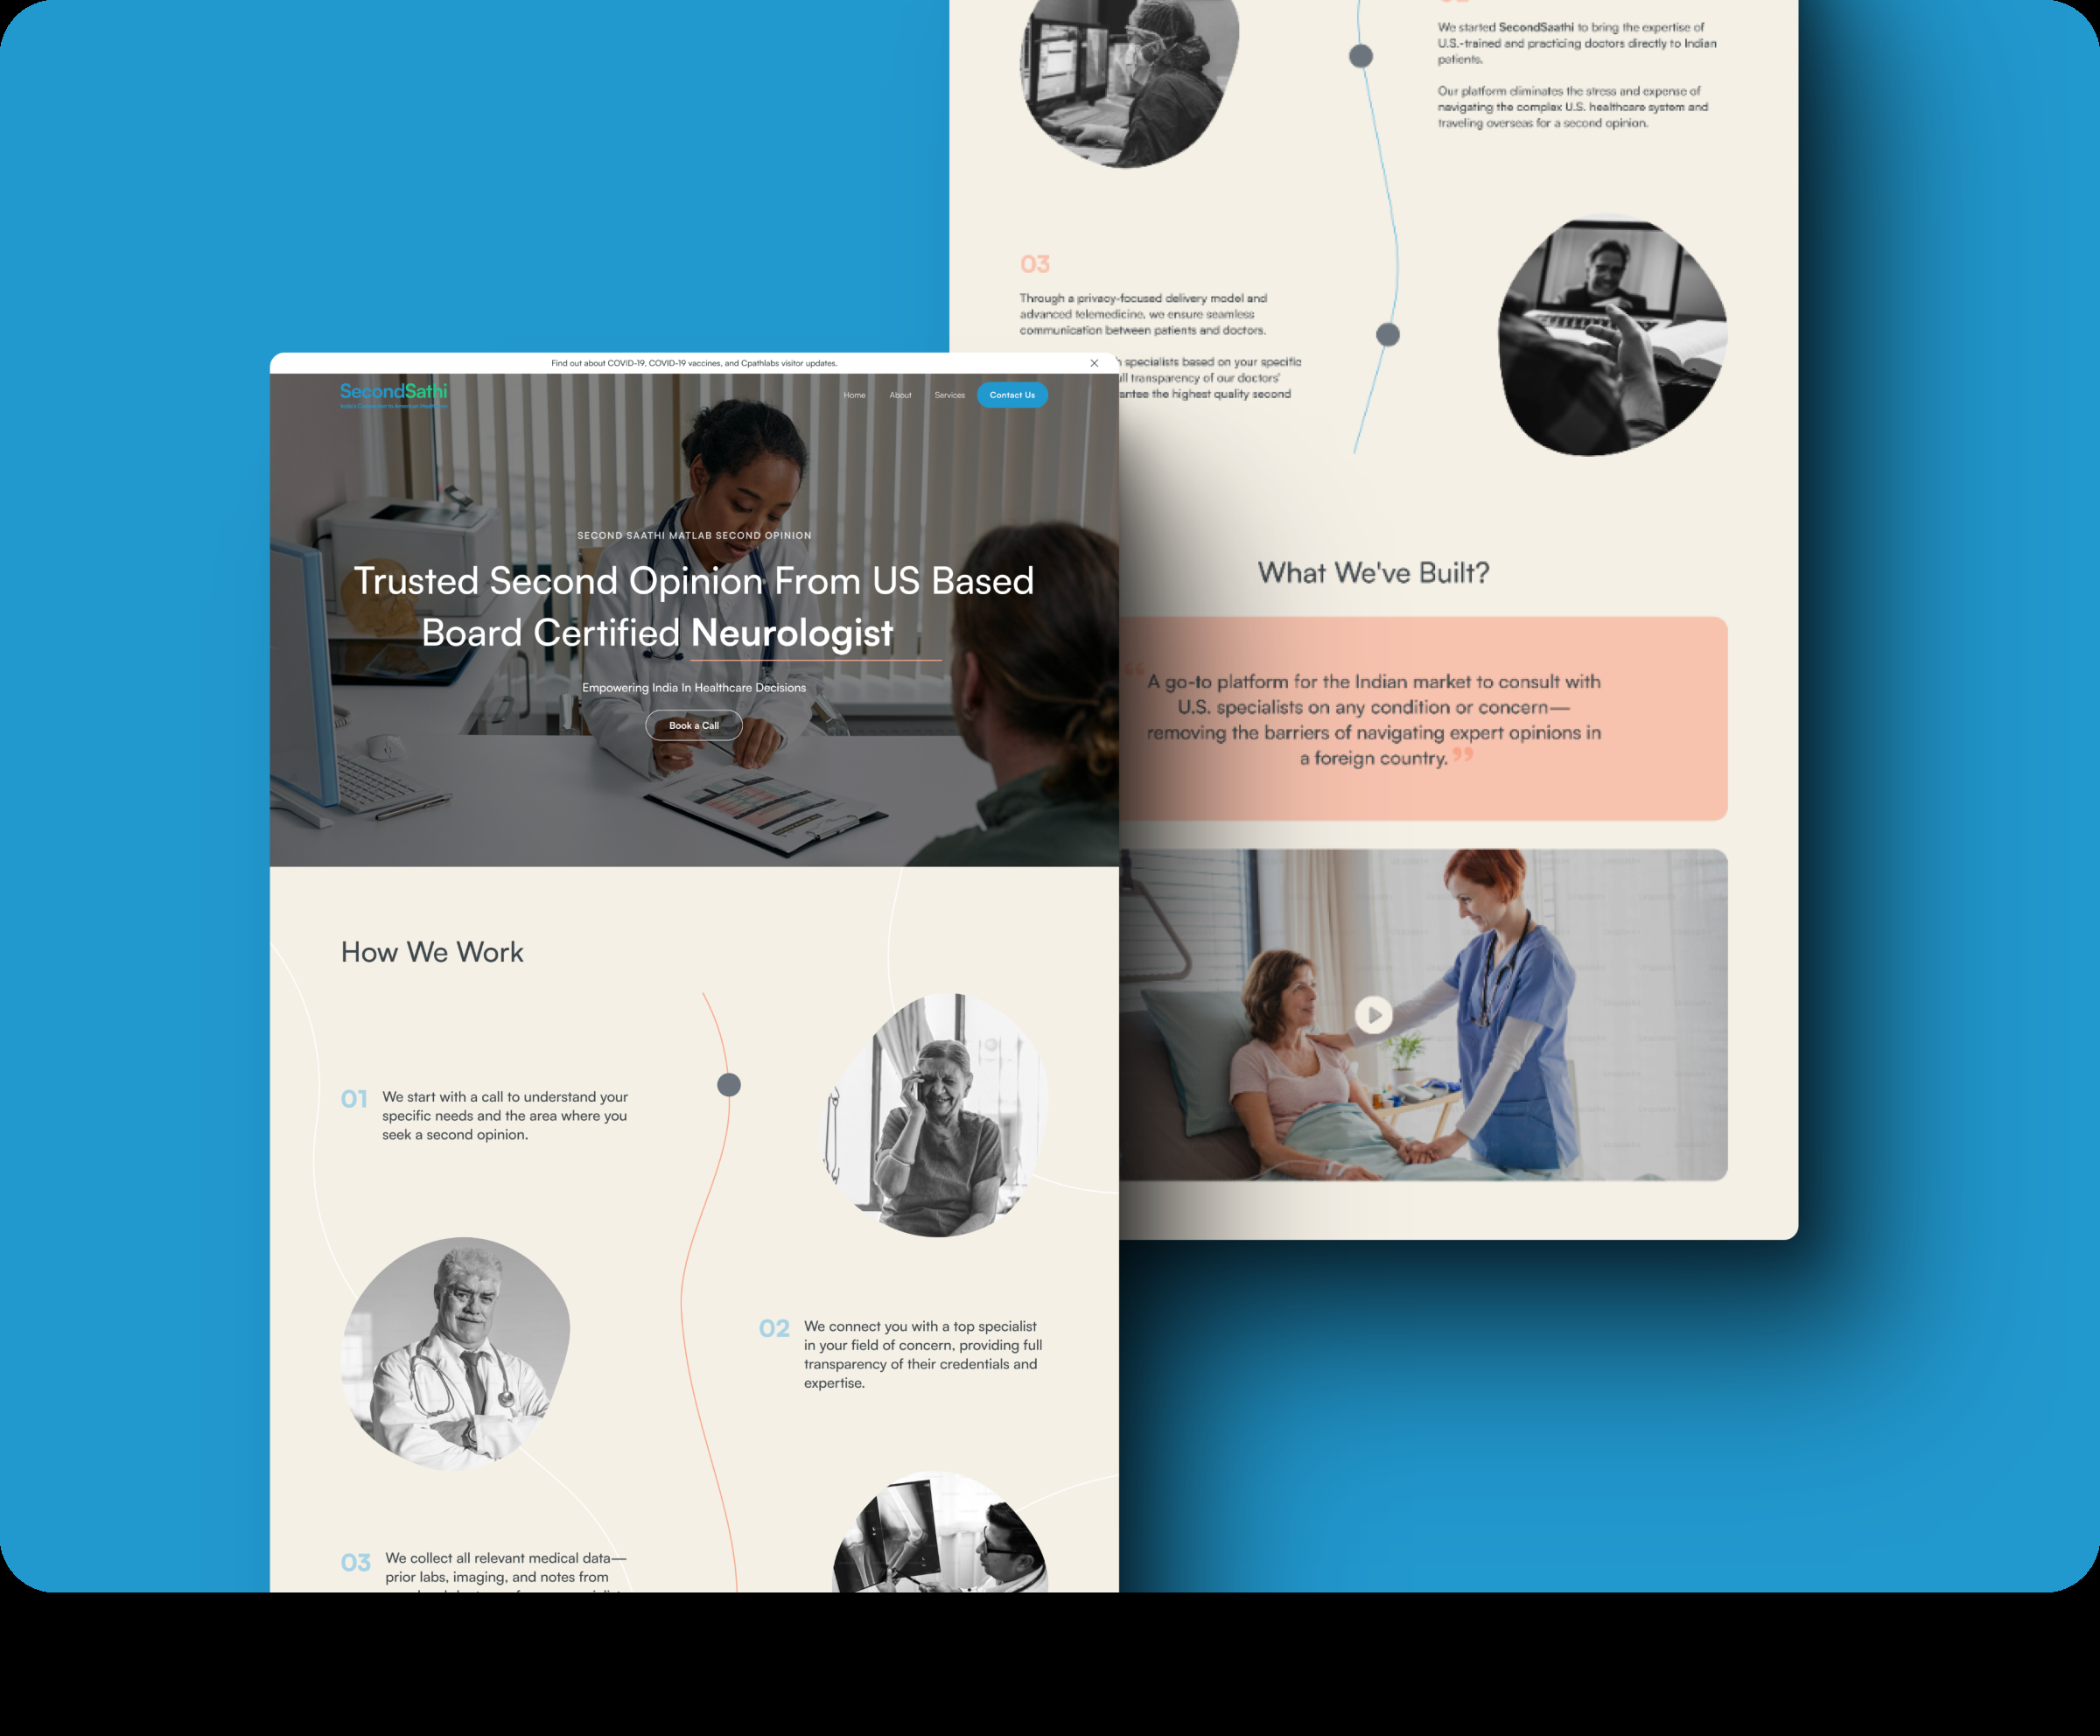 We started SecondSaathi to bring the expertise of
U.S.-trained and practicing doctors directly to Indian
patients.
Our platform eliminates the stress and expense of
navigating the complex U.S. healthcare system and
traveling overseas for a second opinion.
03
Through a privacy-focused delivery model and
advanced telemedicine, we ensure seamless
communication between patients and doctors.
specialists based on your specific
transparency of our doctors'
the highest quality second
What We've Built?
“ A go-to platform for the Indian market to consult with
U.S. specialists on any condition or concern—
removing the barriers of navigating expert opinions in
a foreign country. ”
Find out about COVID-19, COVID-19 vaccines, and Cpathlabs visitor updates.
SecondSathi
Home About Services Contact Us
SECOND SAATHI MATLAB SECOND OPINION
Trusted Second Opinion From US Based
Board Certified Neurologist
Empowering India In Healthcare Decisions
Book a Call
How We Work
01 We start with a call to understand your
specific needs and the area where you
seek a second opinion.
02 We connect you with a top specialist
in your field of concern, providing full
transparency of their credentials and
expertise.
03 We collect all relevant medical data—
prior labs, imaging, and notes from